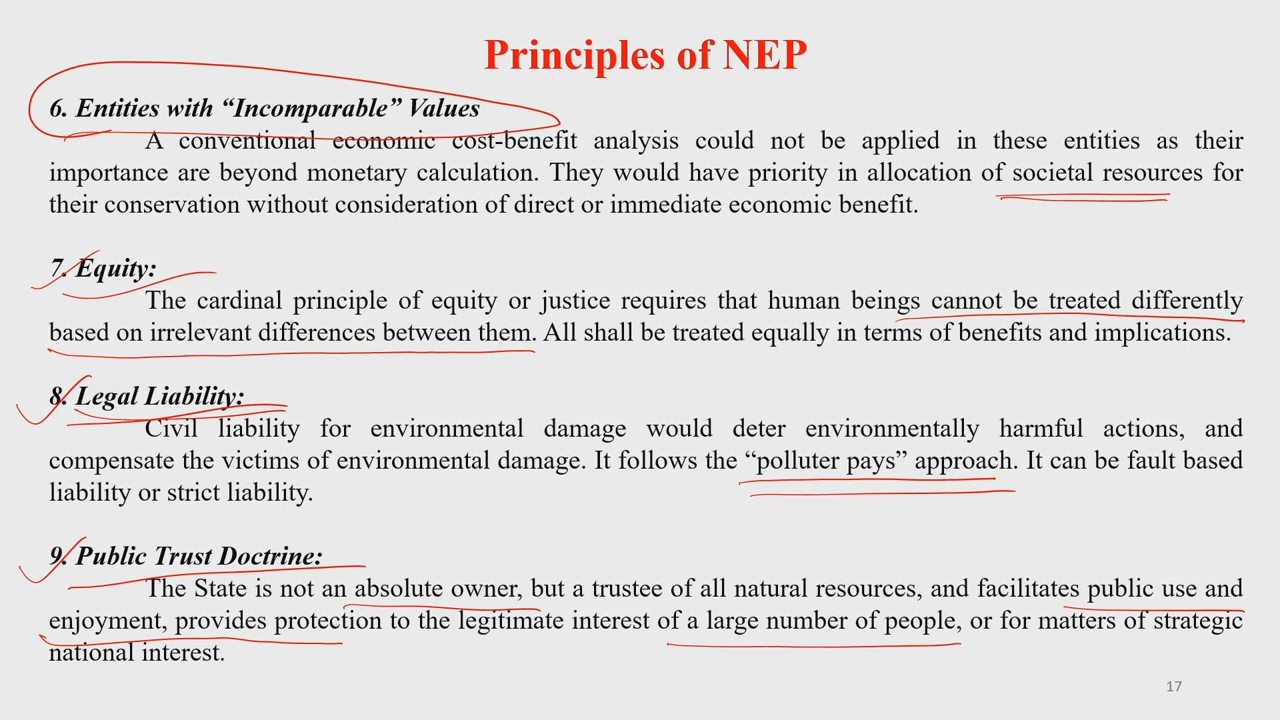 Principles of NEP
6. Entities with “Incomparable” Values
A conventional economic cost-benefit analysis could not be applied in these entities as their
importance are beyond monetary calculation. They would have priority in allocation of societal resources for
their conservation without consideration of direct or immediate economic benefit.
7. Equity:
The cardinal principle of equity or justice requires that human beings cannot be treated differently
based on irrelevant differences between them. All shall be treated equally in terms of benefits and implications.
8. Legal Liability:
Civil liability for environmental damage would deter environmentally harmful actions, and
compensate the victims of environmental damage. It follows the “polluter pays” approach. It can be fault based
liability or strict liability.
9. Public Trust Doctrine:
The State is not an absolute owner, but a trustee of all natural resources, and facilitates public use and
enjoyment, provides protection to the legitimate interest of a large number of people, or for matters of strategic
national interest.
17